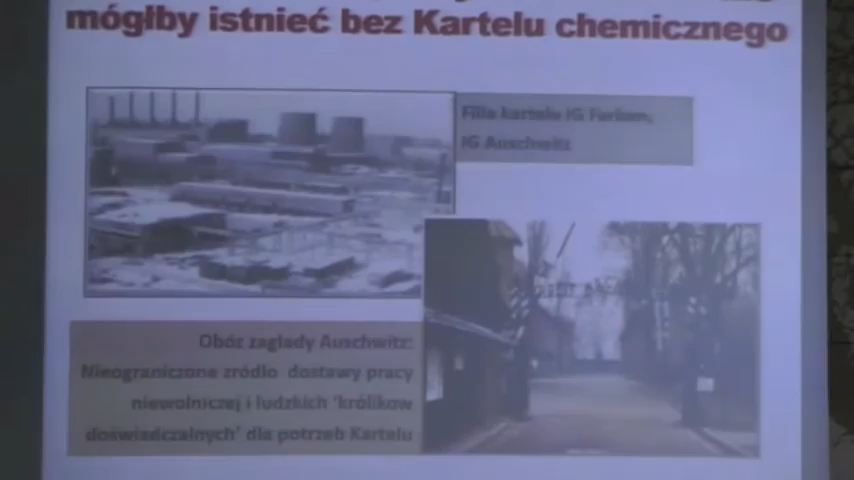 mógłby istnieć bez Kartelu chemicznego
Filia kartelu IG Farben,
IG Auschwitz
Obóz zagłady Auschwitz:
Nieograniczone zródło dostawy pracy
niewolniczej i ludzkich 'królików
doświadczalnych' dla potrzeb Kartelu